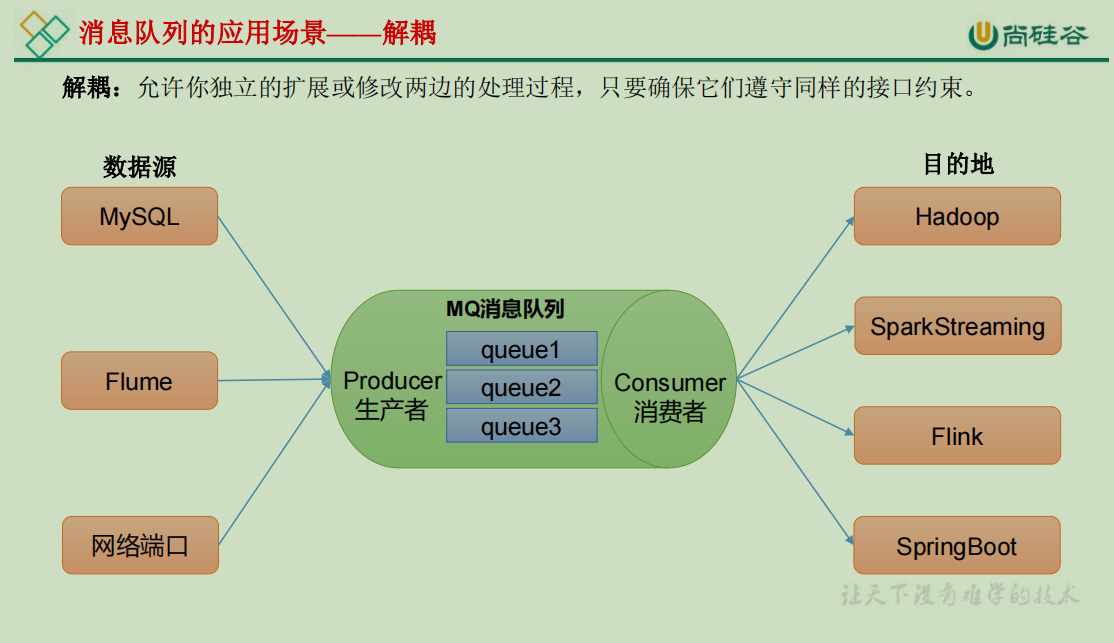 消息队列的应用场景——解耦
尚硅谷
解耦：允许你独立的扩展或修改两边的处理过程，只要确保它们遵守同样的接口约束。
数据源
目的地
MySQL
Flume
网络端口
MQ消息队列
Producer
生产者
queue1
queue2
queue3
Consumer
消费者
Hadoop
SparkStreaming
Flink
SpringBoot
让天下没有难学的技术